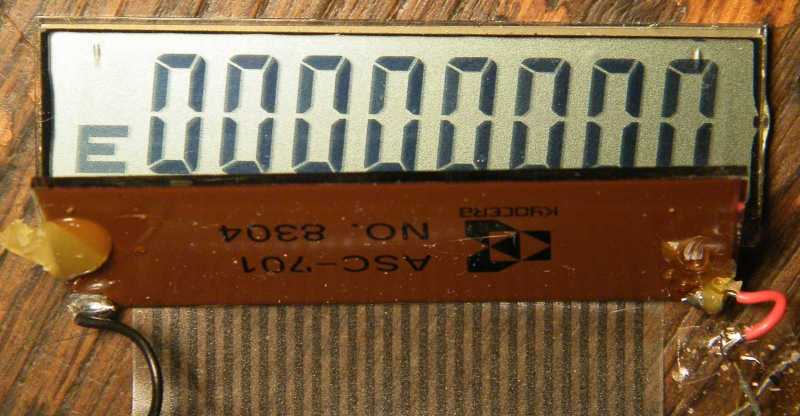 E00000000
ASC-'701
NO. 8304
KYOCERA